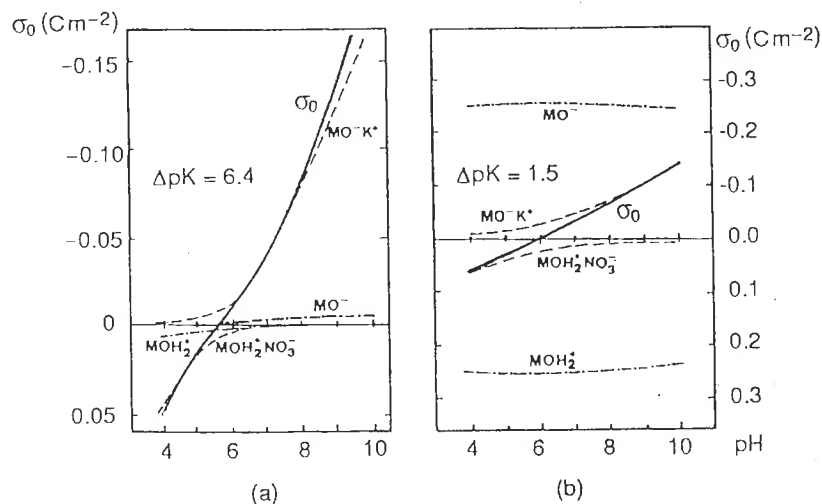 σ₀ (Cm⁻²)
-0.15
-0.10
-0.05
0
0.05
σ₀
MO⁻K⁺
ΔpK = 6.4
MO⁻
MOH₂⁺
MOH₂⁺NO₃⁻
4
6
8
10
(a)
σ₀ (Cm⁻²)
-0.3
-0.2
-0.1
0.0
0.1
0.2
0.3
MO⁻
ΔpK = 1.5
MO⁻K⁺
σ₀
MOH₂⁺NO₃⁻
MOH₂⁺
4
6
8
10
pH
(b)